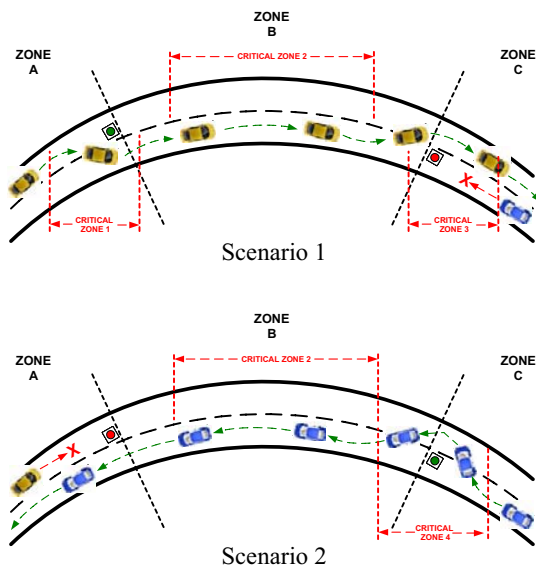 ZONE
B
ZONE
A
CRITICAL ZONE 2
ZONE
C
X
CRITICAL
ZONE 1
CRITICAL
ZONE 3
Scenario 1
ZONE
B
ZONE
A
CRITICAL ZONE 2
ZONE
C
X
CRITICAL
ZONE 4
Scenario 2